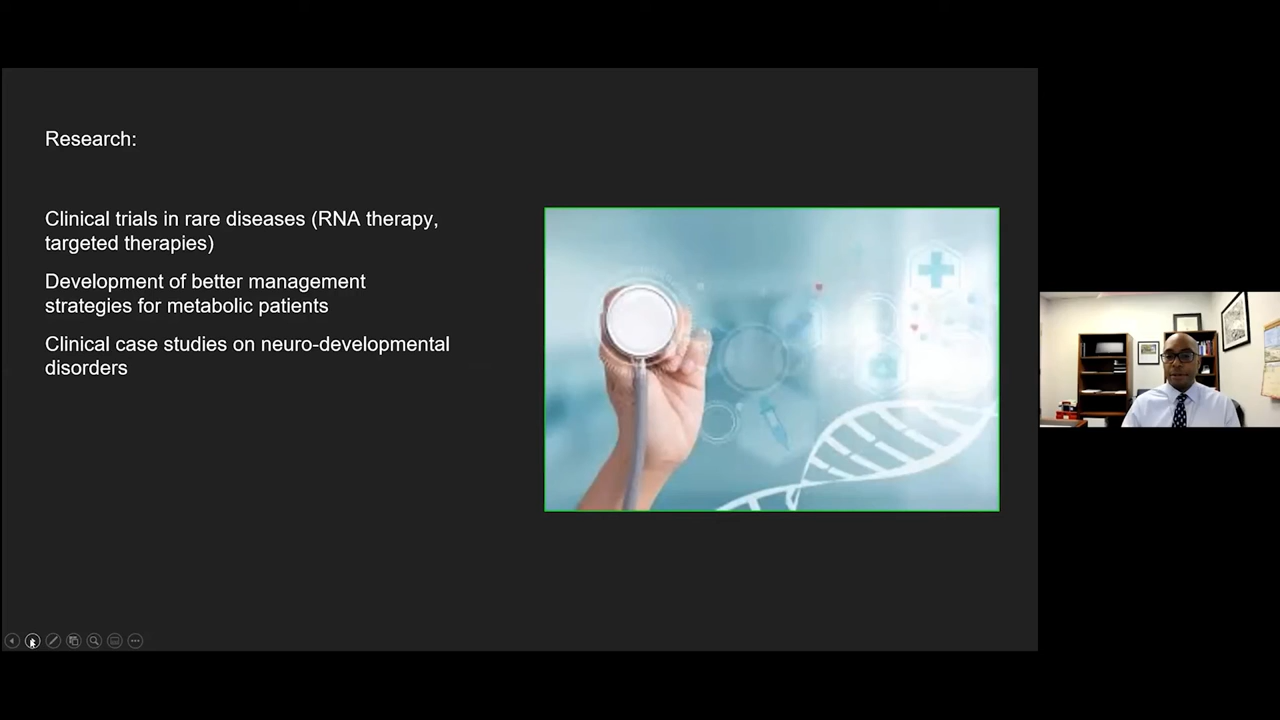 Research:
Clinical trials in rare diseases (RNA therapy,
targeted therapies)
Development of better management
strategies for metabolic patients
Clinical case studies on neuro-developmental
disorders